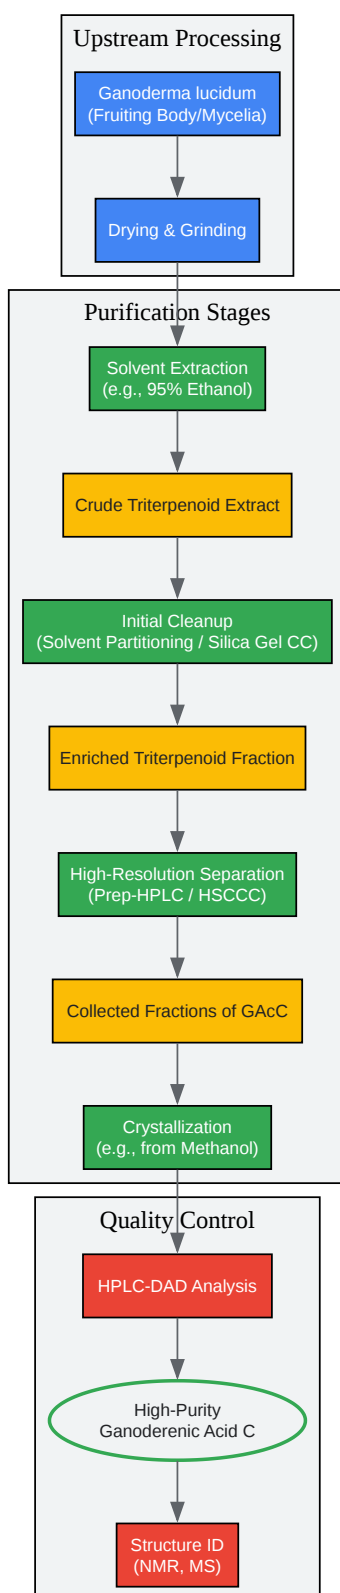 Upstream Processing
Ganoderma lucidum
(Fruiting Body/Mycelia)
Drying & Grinding
Purification Stages
Solvent Extraction
(e.g., 95% Ethanol)
Crude Triterpenoid Extract
Initial Cleanup
(Solvent Partitioning / Silica Gel CC)
Enriched Triterpenoid Fraction
High-Resolution Separation
(Prep-HPLC / HSCCC)
Collected Fractions of GAcC
Crystallization
(e.g., from Methanol)
Quality Control
HPLC-DAD Analysis
High-Purity
Ganoderenic Acid C
Structure ID
(NMR, MS)